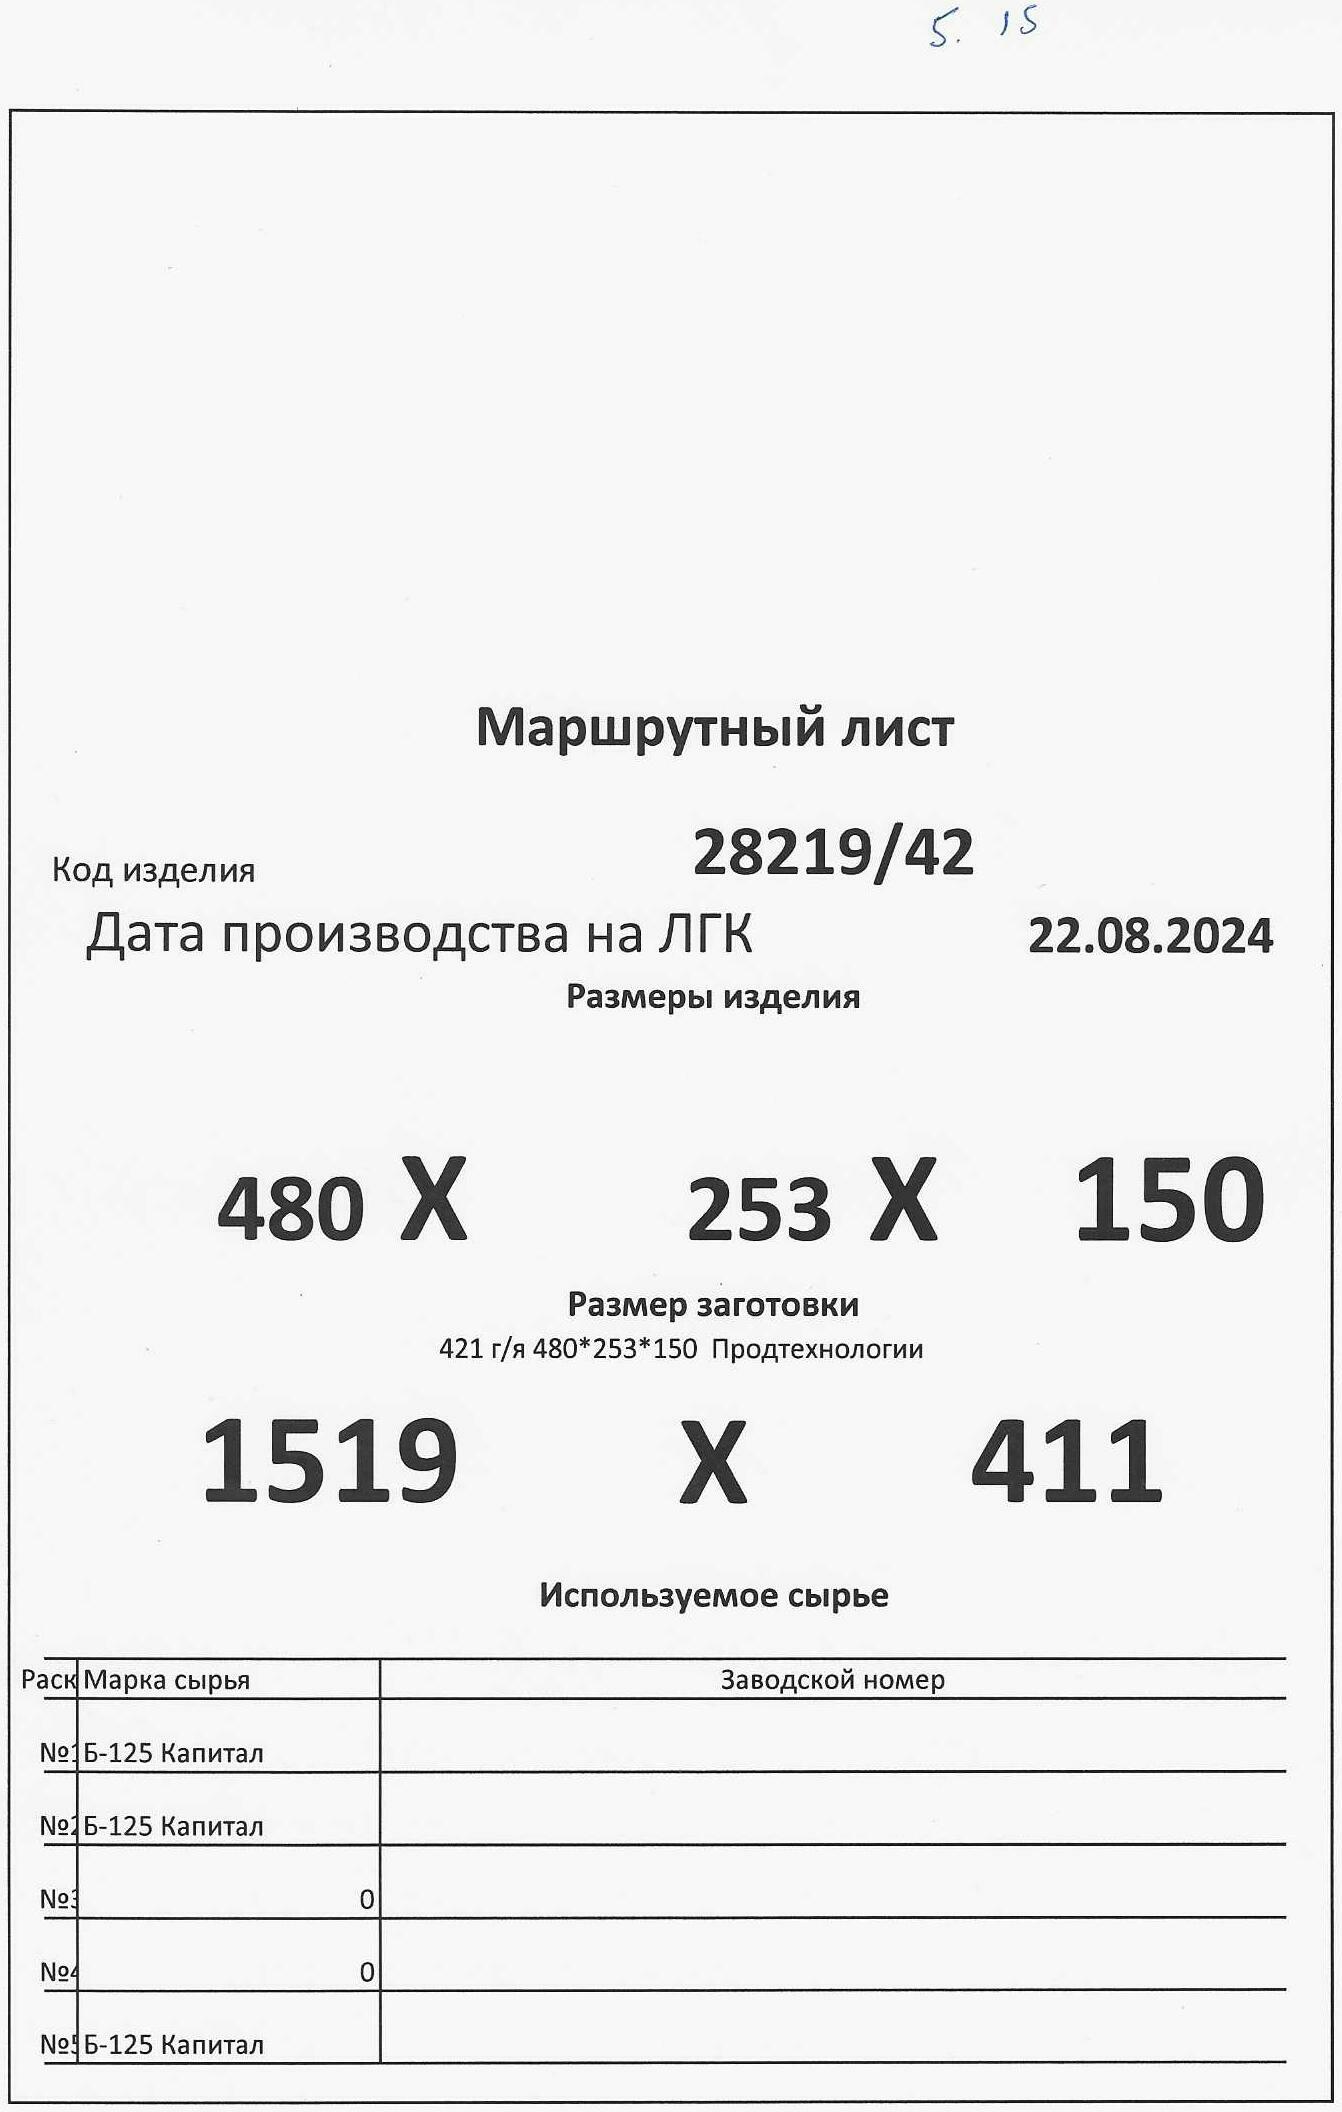 5. 15
Маршрутный лист
Код изделия 28219/42
Дата производства на ЛГК 22.08.2024
Размеры изделия
480 X 253 X 150
Размер заготовки
421 г/я 480*253*150 Продтехнологии
1519 X 411
Используемое сырье
Раск Марка сырья Заводской номер
№1 Б-125 Капитал
№2 Б-125 Капитал
№3 0
№4 0
№5 Б-125 Капитал